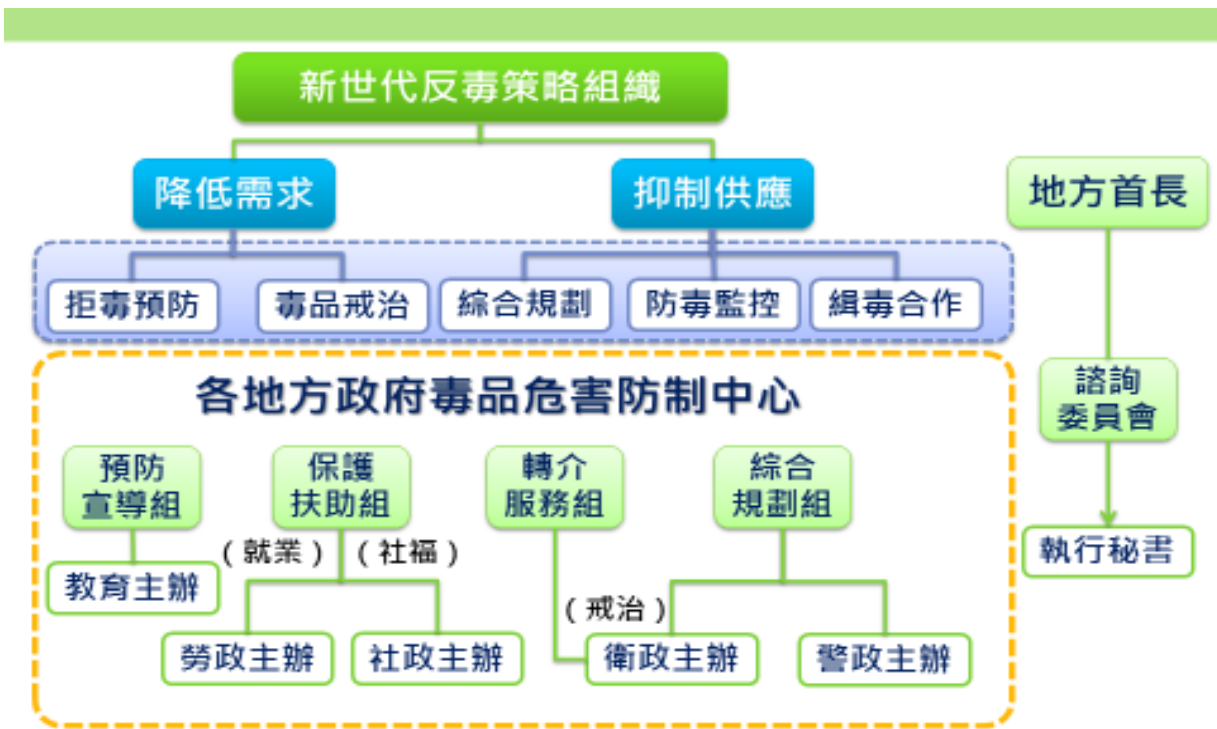 新世代反毒策略組織
降低需求
抑制供應
地方首長
拒毒預防
毒品戒治
綜合規劃
防毒監控
緝毒合作
各地方政府毒品危害防制中心
諮詢
委員會
預防
宣導組
保護
扶助組
轉介
服務組
綜合
規劃組
(就業)
(社福)
執行秘書
教育主辦
(戒治)
勞政主辦
社政主辦
衛政主辦
警政主辦